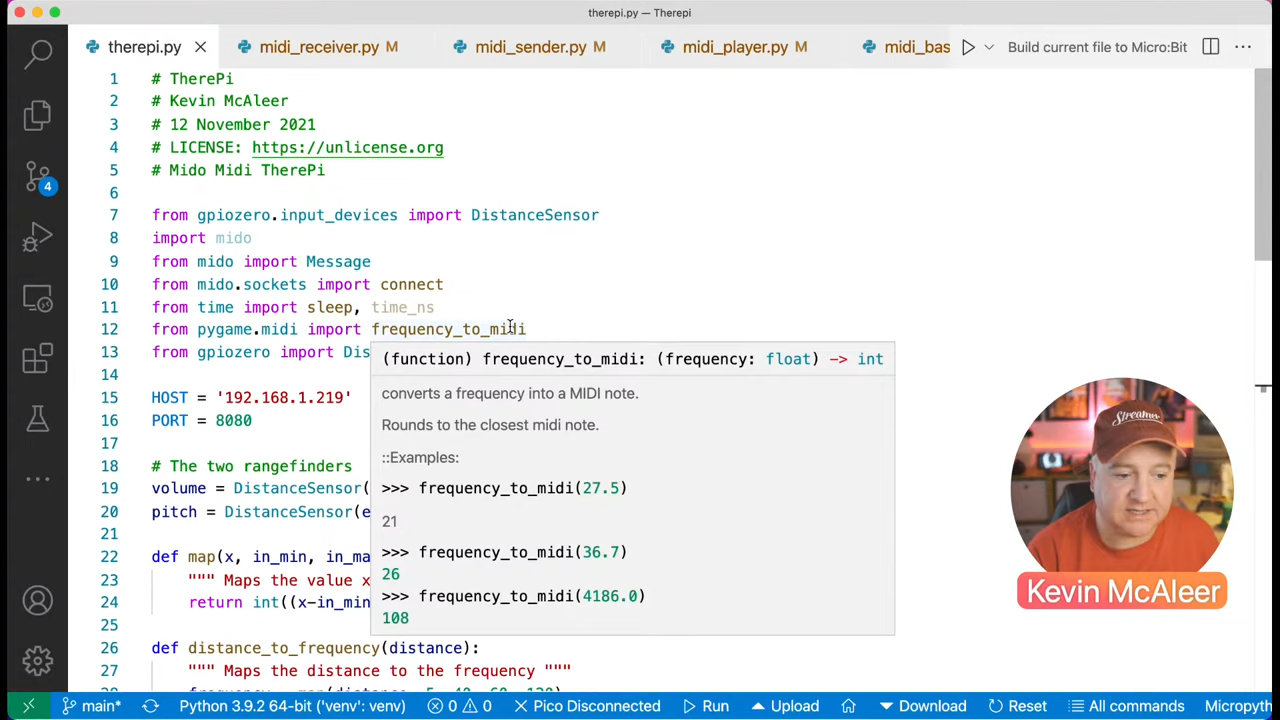 therepi.py — Therepi
therepi.py
midi_receiver.py M
midi_sender.py M
midi_player.py M
midi_bas
Build current file to Micro:Bit
1 # TherePi
2 # Kevin McAleer
3 # 12 November 2021
4 # LICENSE: https://unlicense.org
5 # Mido Midi TherePi
6
7 from gpiozero.input_devices import DistanceSensor
8 import mido
9 from mido import Message
10 from mido.sockets import connect
11 from time import sleep, time_ns
12 from pygame.midi import frequency_to_midi
13 from gpiozero import Dis
(function) frequency_to_midi: (frequency: float) -> int
converts a frequency into a MIDI note.
Rounds to the closest midi note.
::Examples:
>>> frequency_to_midi(27.5)
21
>>> frequency_to_midi(36.7)
26
>>> frequency_to_midi(4186.0)
108
14
15 HOST = '192.168.1.219'
16 PORT = 8080
17
18 # The two rangefinders
19 volume = DistanceSensor(
20 pitch = DistanceSensor(e
21
22 def map(x, in_min, in_ma
23 """ Maps the value x
24 return int((x-in_min
25
26 def distance_to_frequency(distance):
27 """ Maps the distance to the frequency """
Streamer
Kevin McAleer
4
main*
Python 3.9.2 64-bit ('venv': venv)
0 0
Pico Disconnected
Run
Upload
Download
Reset
All commands
Micropyth